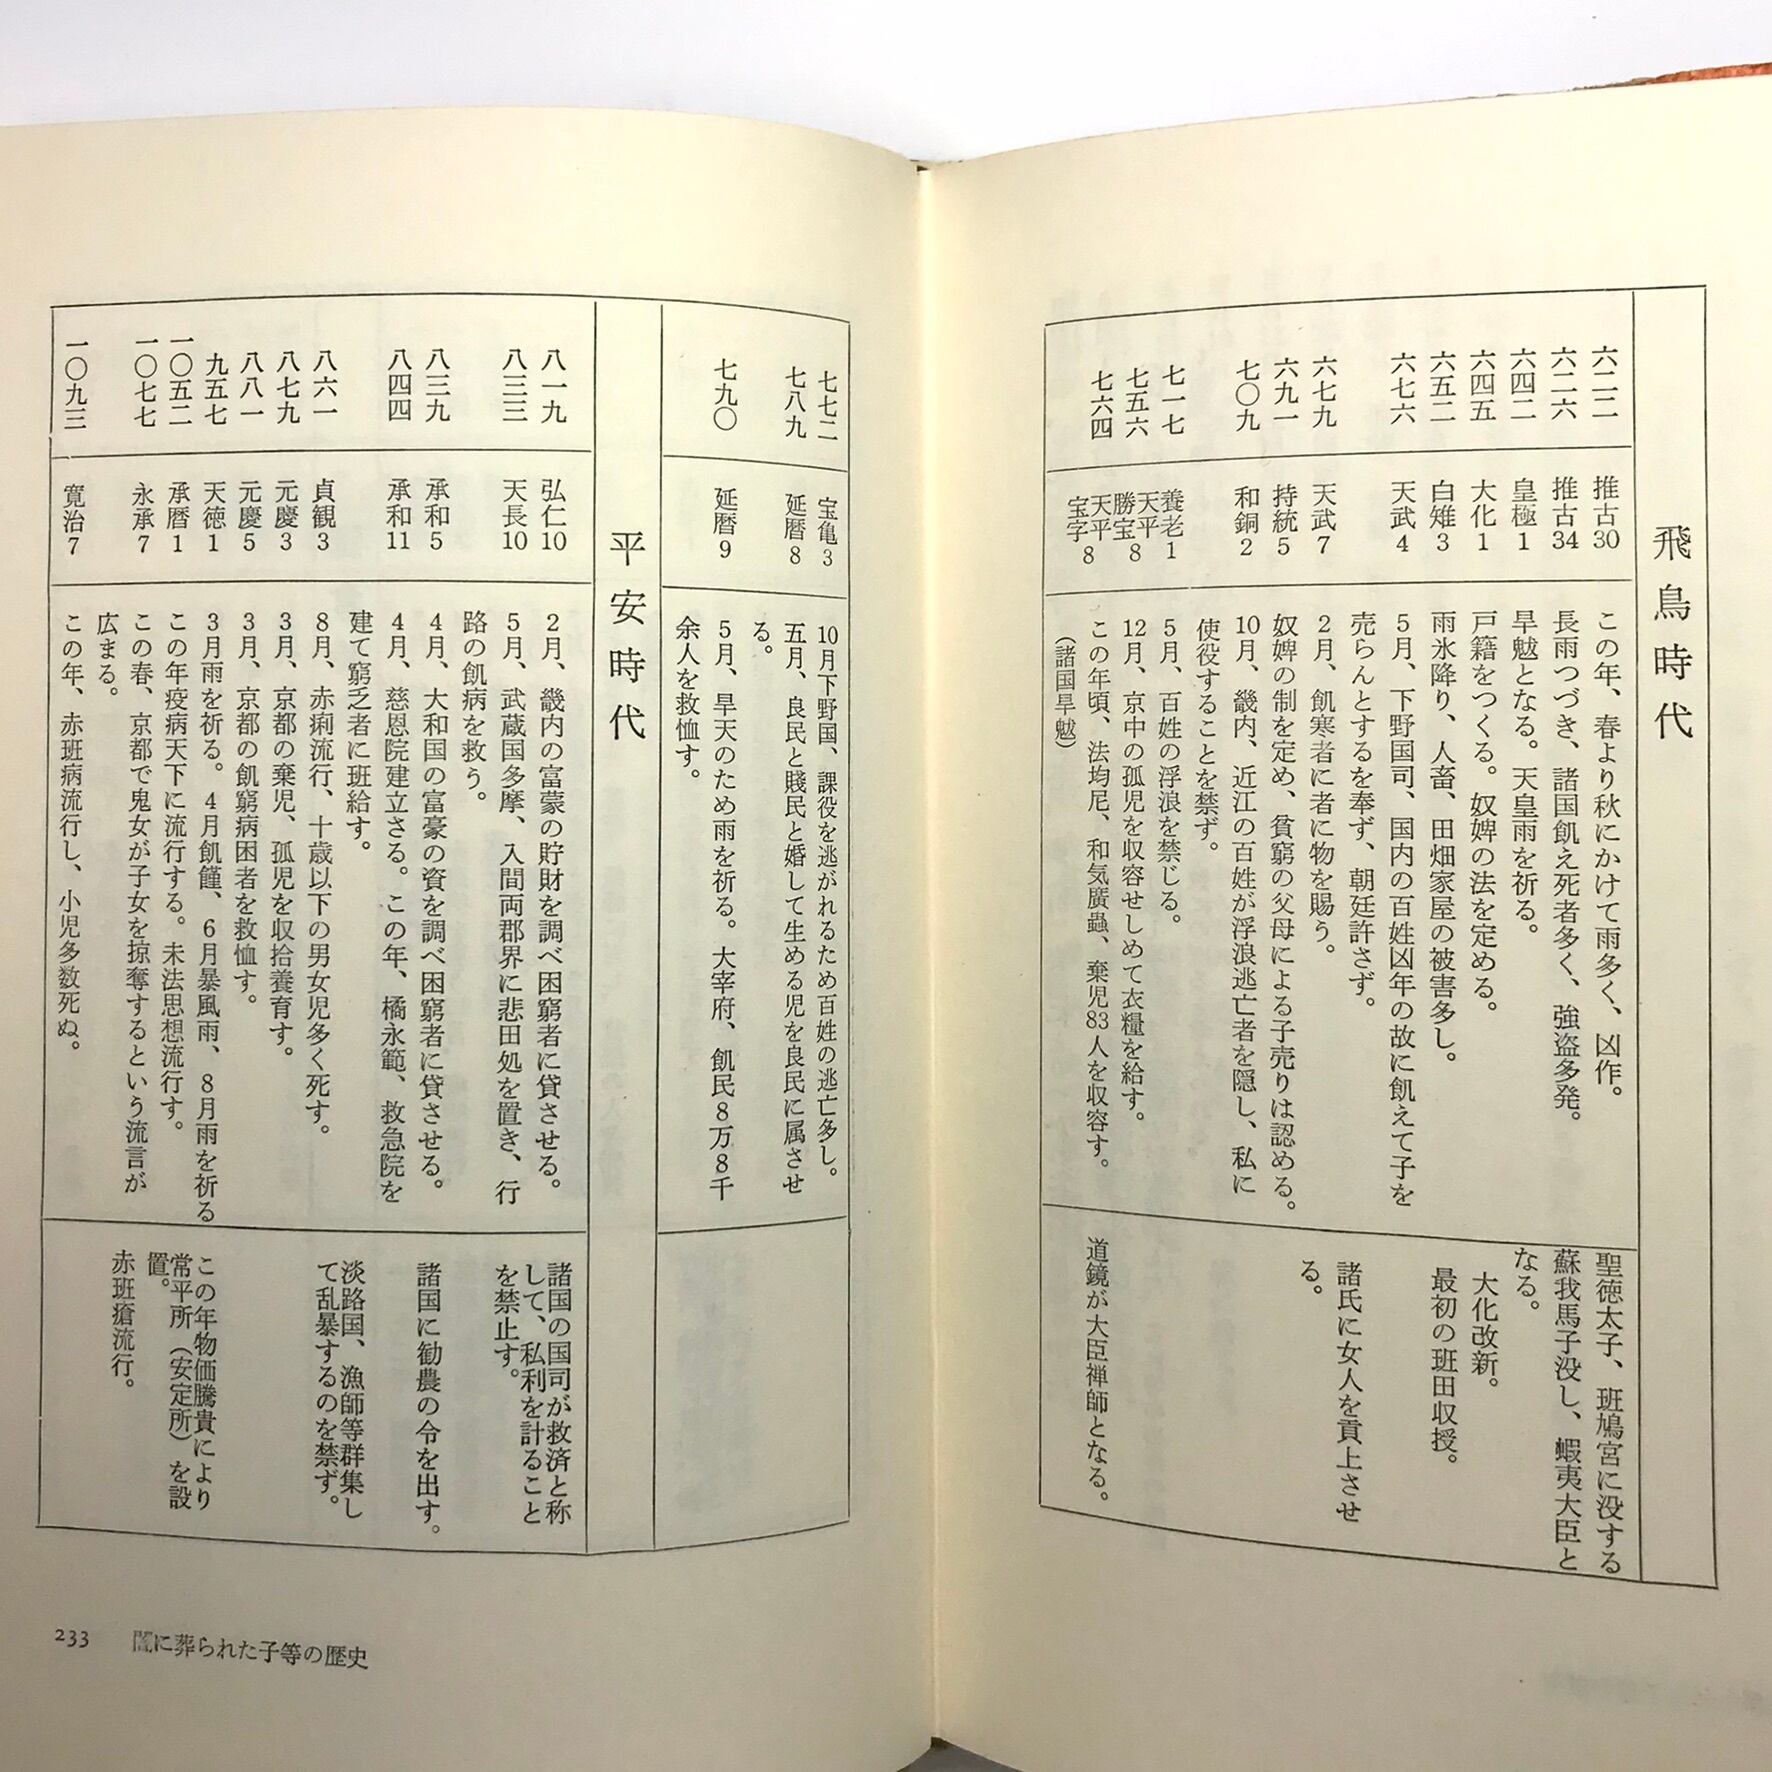 飛鳥時代
六二二
六二六
六四二
六四五
六五二
六七六
六七九
六九一
七〇九
七一七
七五六
七六四
推古30
推古34
皇極1
大化1
白雉3
天武4
天武7
持統5
和銅2
養老1
天平
勝宝8
天平
宝字8
この年、春より秋にかけて雨多く、凶作。
長雨つづき、諸国飢え死者多く、強盗多発。
旱魃となる。天皇雨を祈る。
戸籍をつくる。奴婢の法を定める。
雨氷降り、人畜、田畑家屋の被害多し。
5月、下野国司、国内の百姓凶年の故に飢えて子を
売らんとするを奉ず、朝廷許さず。
2月、飢寒者に者に物を賜う。
奴婢の制を定め、貧窮の父母による子売りは認める。
10月、畿内、近江の百姓が浮浪逃亡者を隠し、私に
使役することを禁ず。
5月、百姓の浮浪を禁じる。
12月、京中の孤児を収容せしめて衣糧を給す。
この年頃、法均尼、和気廣蟲、棄児83人を収容す。
（諸国旱魃）
聖徳太子、斑鳩宮に没する
蘇我馬子没し、蝦夷大臣と
なる。
大化改新。
最初の班田収授。
諸氏に女人を貢上させ
る。
道鏡が大臣禅師となる。
七七二
七八九
七九〇
宝亀3
延暦8
延暦9
10月下野国、課役を逃がれるため百姓の逃亡多し。
五月、良民と賤民と婚して生める児を良民に属させ
る。
5月、旱天のため雨を祈る。大宰府、飢民8万8千
余人を救恤す。
平安時代
八一九
八三三
八三九
八四四
八六一
八七九
八八一
九五七
一〇五二
一〇七七
一〇九三
弘仁10
天長10
承和5
承和11
貞観3
元慶3
元慶5
天徳1
承暦1
永承7
寛治7
2月、畿内の富蒙の貯財を調べ困窮者に貸させる。
5月、武蔵国多摩、入間両郡界に悲田処を置き、行
路の飢病を救う。
4月、大和国の富豪の資を調べ困窮者に貸させる。
4月、慈恩院建立さる。この年、橘永範、救急院を
建て窮乏者に班給す。
8月、赤痢流行、十歳以下の男女児多く死す。
3月、京都の棄児、孤児を収拾養育す。
3月、京都の飢窮病困者を救恤す。
3月雨を祈る。4月飢饉、6月暴風雨、8月雨を祈る
この年疫病天下に流行する。未法思想流行す。
この春、京都で鬼女が子女を掠奪するという流言が
広まる。
この年、赤班病流行し、小児多数死ぬ。
諸国の国司が救済と称
して、私利を計ること
を禁止す。
諸国に勧農の令を出す。
淡路国、漁師等群集し
て乱暴するのを禁ず。
この年物価騰貴により
常平所（安定所）を設
置。
赤班瘡流行。
233 闇に葬られた子等の歴史